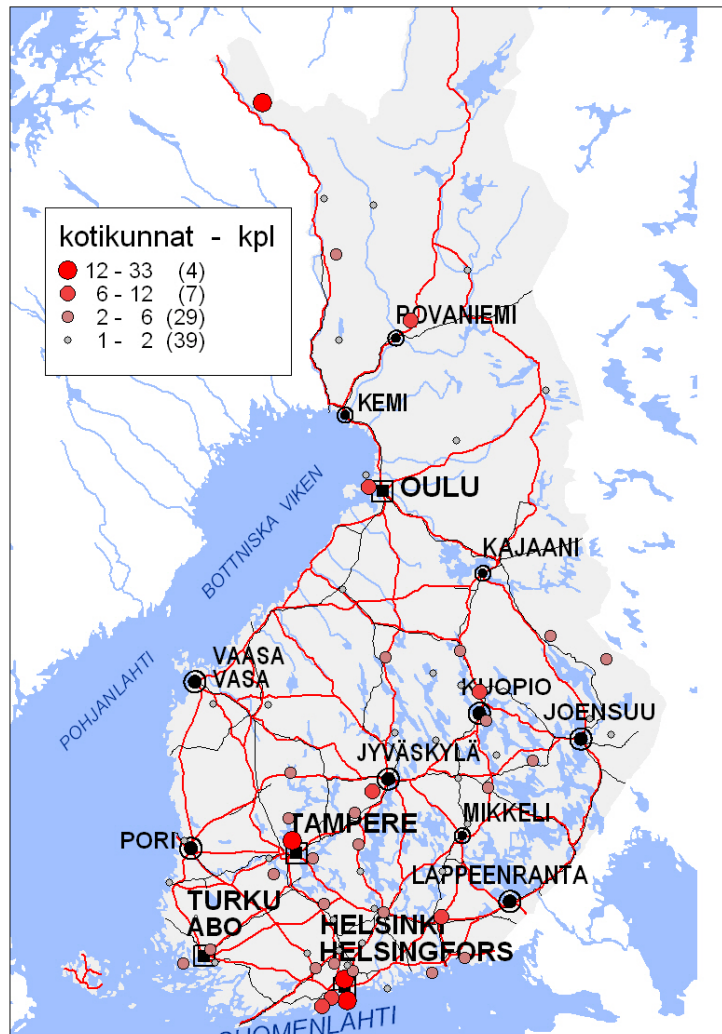 kotikunnat - kpl
12 - 33 (4)
6 - 12 (7)
2 - 6 (29)
1 - 2 (39)
ROVANIEMI
KEMI
OULU
BOTTNISKA VIKEN
KAJAANI
VAASA
VASA
POHJANLAHTI
KUOPIO
JOENSUU
JYVÄSKYLÄ
MIKKELI
TAMPERE
PORI
LAPPEENRANTA
TURKU
ABO
HELSINKI
HELSINGFORS
SUOMENLAHTI